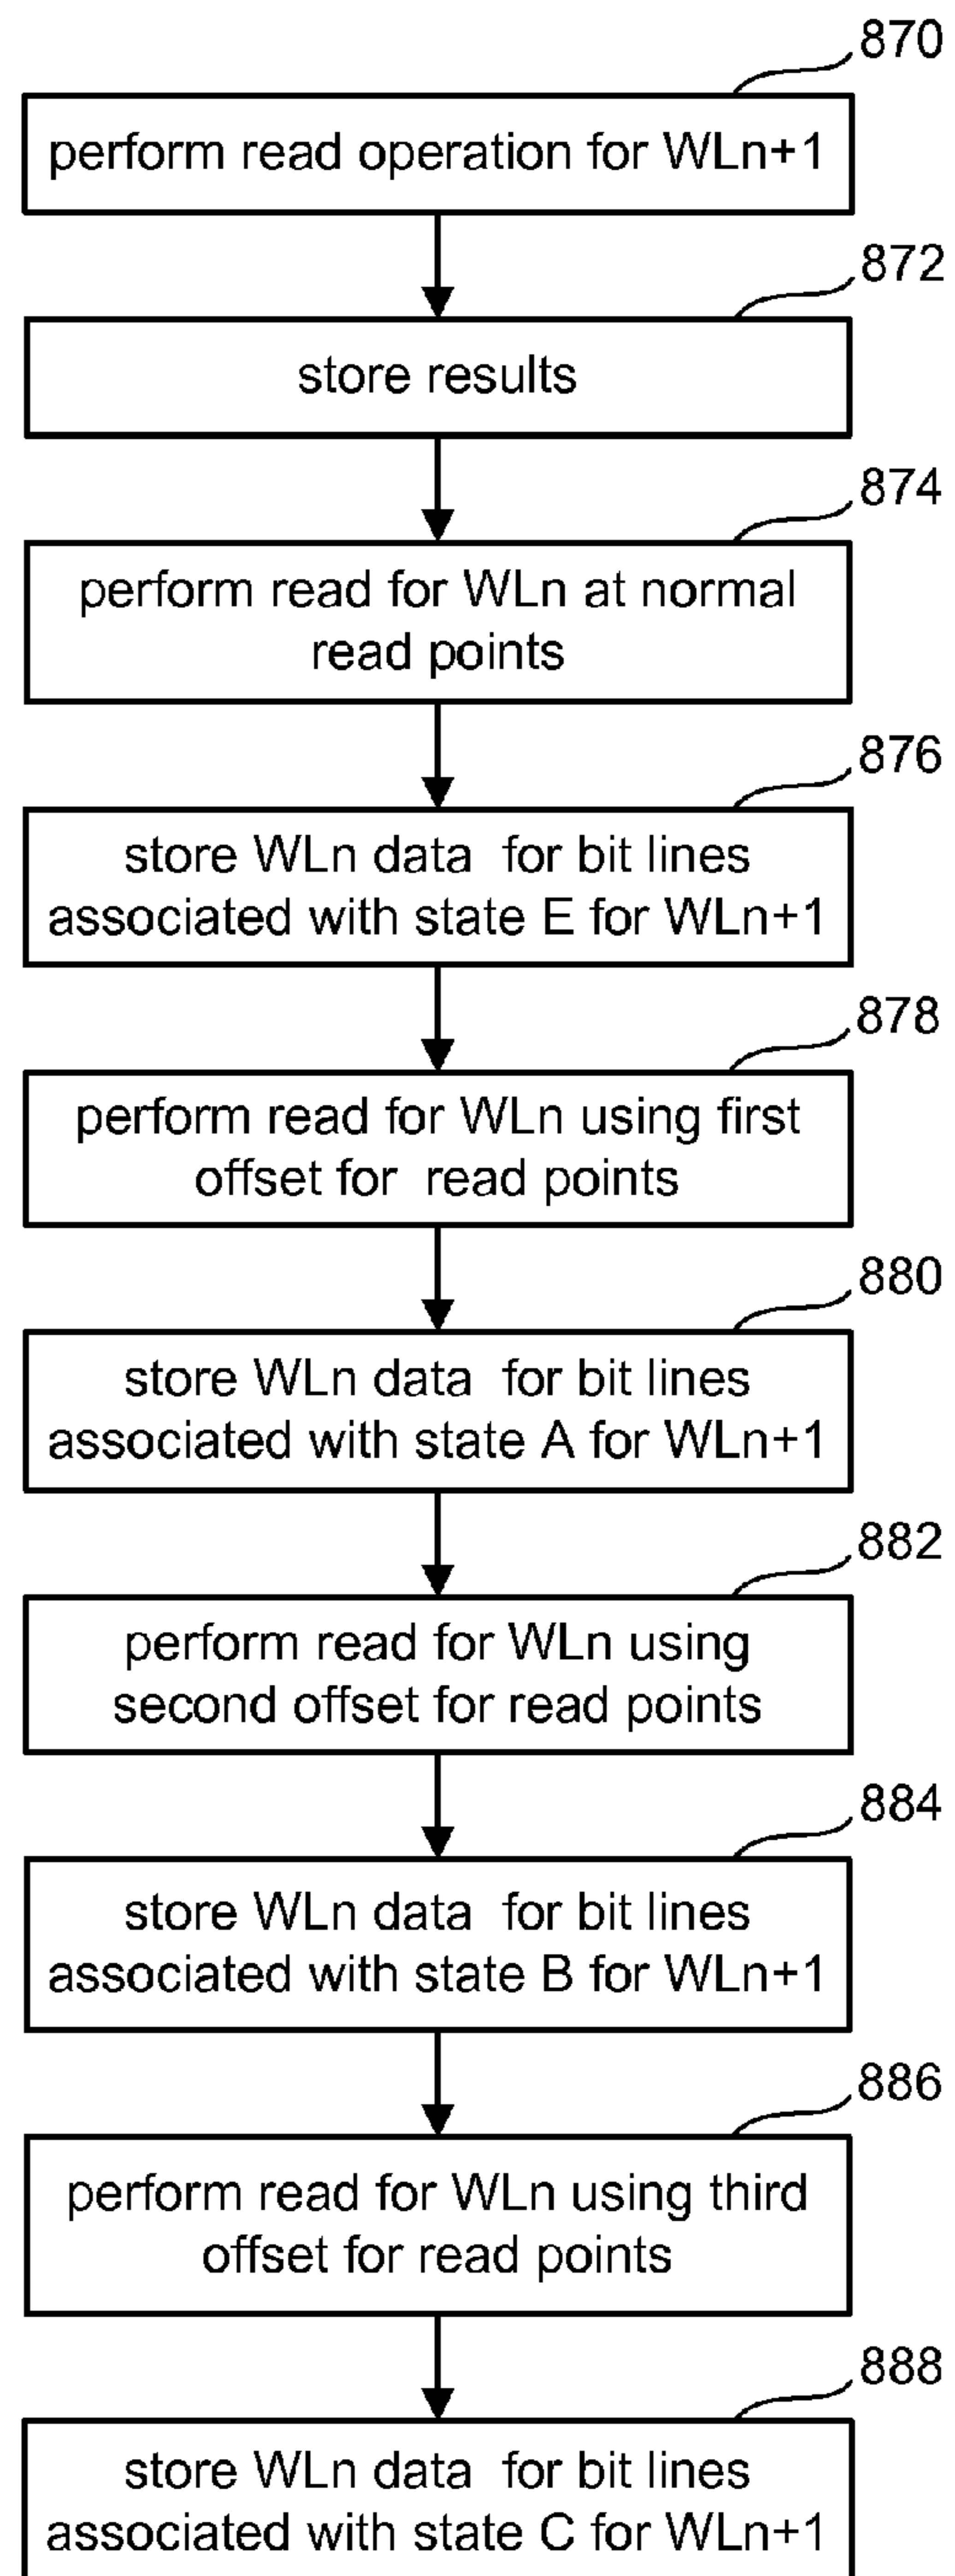 870
perform read operation for WLn+1
872
store results
874
perform read for WLn at normal
read points
876
store WLn data for bit lines
associated with state E for WLn+1
878
perform read for WLn using first
offset for read points
880
store WLn data for bit lines
associated with state A for WLn+1
882
perform read for WLn using
second offset for read points
884
store WLn data for bit lines
associated with state B for WLn+1
886
perform read for WLn using third
offset for read points
888
store WLn data for bit lines
associated with state C for WLn+1